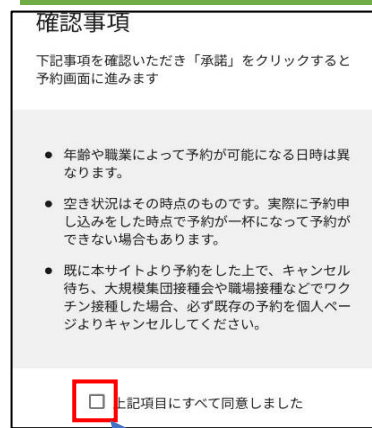 確認事項
下記事項を確認いただき「承諾」をクリックすると
予約画面に進みます
● 年齢や職業によって予約が可能になる日時は異
なります。
● 空き状況はその時点のものです。実際に予約申
し込みをした時点で予約が一杯になって予約が
できない場合もあります。
● 既に本サイトより予約をした上で、キャンセル
待ち、大規模集団接種会や職場接種などでワク
チン接種した場合、必ず既存の予約を個人ペー
ジよりキャンセルしてください。
上記項目にすべて同意しました